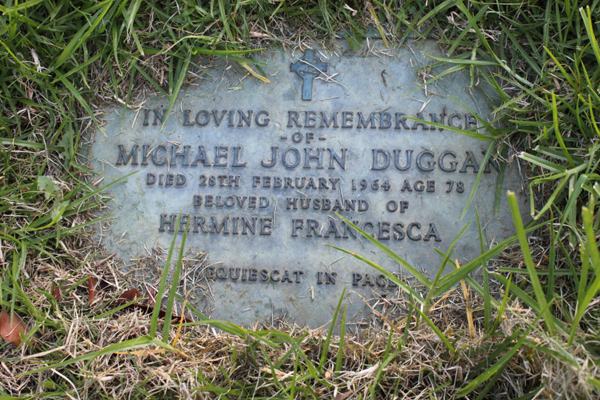 IN LOVING REMEMBRANCE
-OF-
MICHAEL JOHN DUGGAN
DIED 28TH FEBRUARY 1964 AGE 78
BELOVED HUSBAND OF
HERMINE FRANCESCA
REQUIESCAT IN PACE